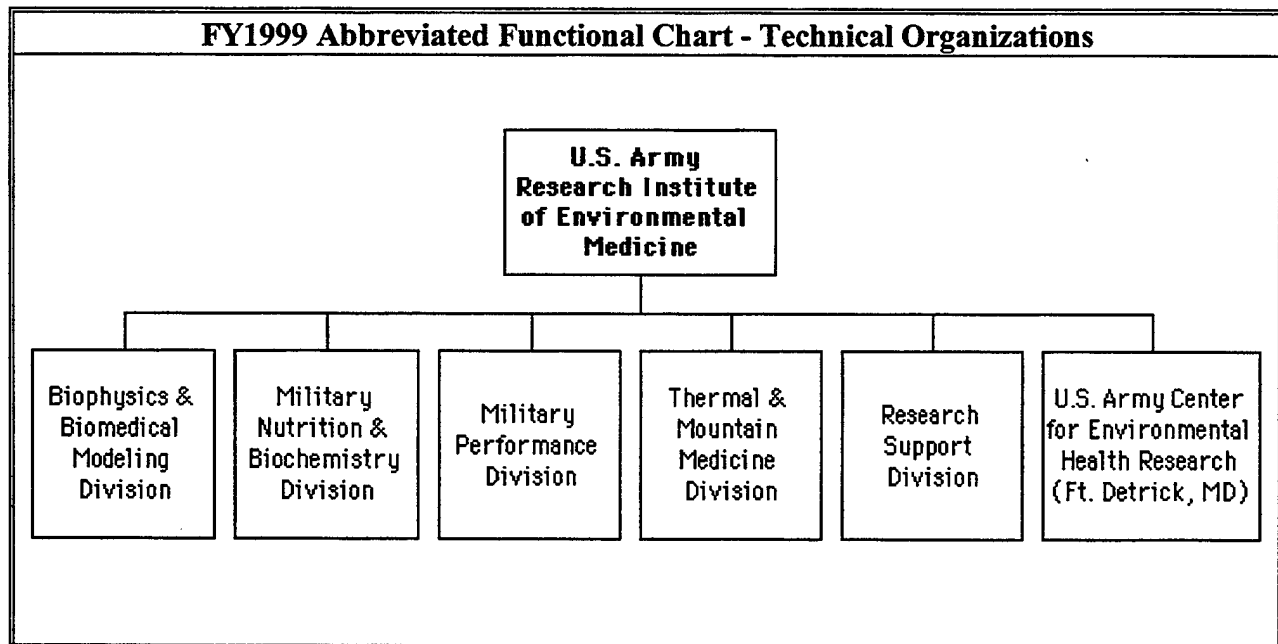 FY1999 Abbreviated Functional Chart - Technical Organizations
U.S. Army
Research Institute
of Environmental
Medicine
Biophysics &
Biomedical
Modeling
Division
Military
Nutrition &
Biochemistry
Division
Military
Performance
Division
Thermal &
Mountain
Medicine
Division
Research
Support
Division
U.S. Army Center
for Environmental
Health Research
(Ft. Detrick, MD)